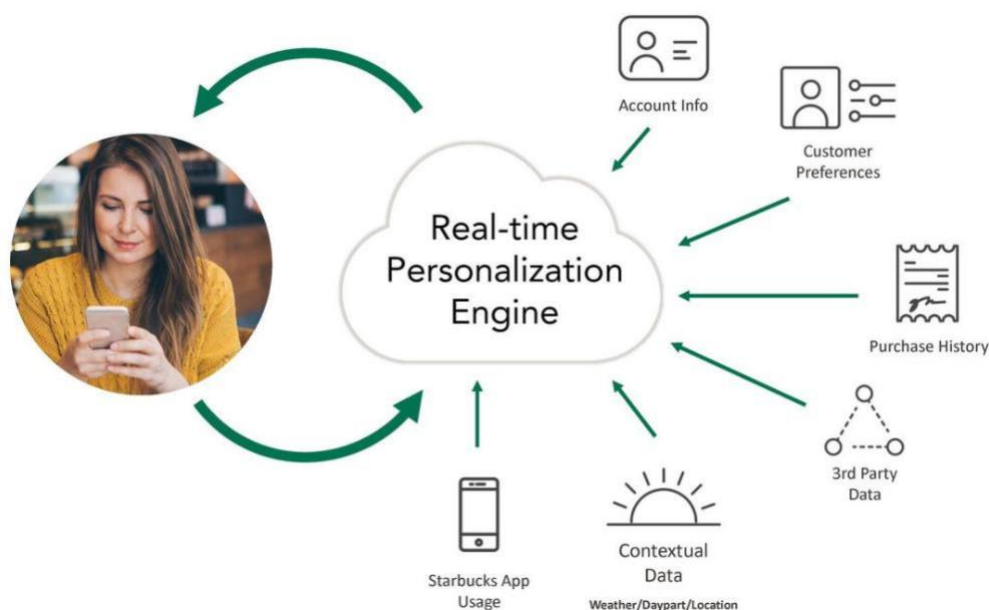 Account Info
Customer
Preferences
Real-time
Personalization
Engine
Purchase History
3rd Party
Data
Starbucks App
Usage
Contextual
Data
Weather/Daypart/Location